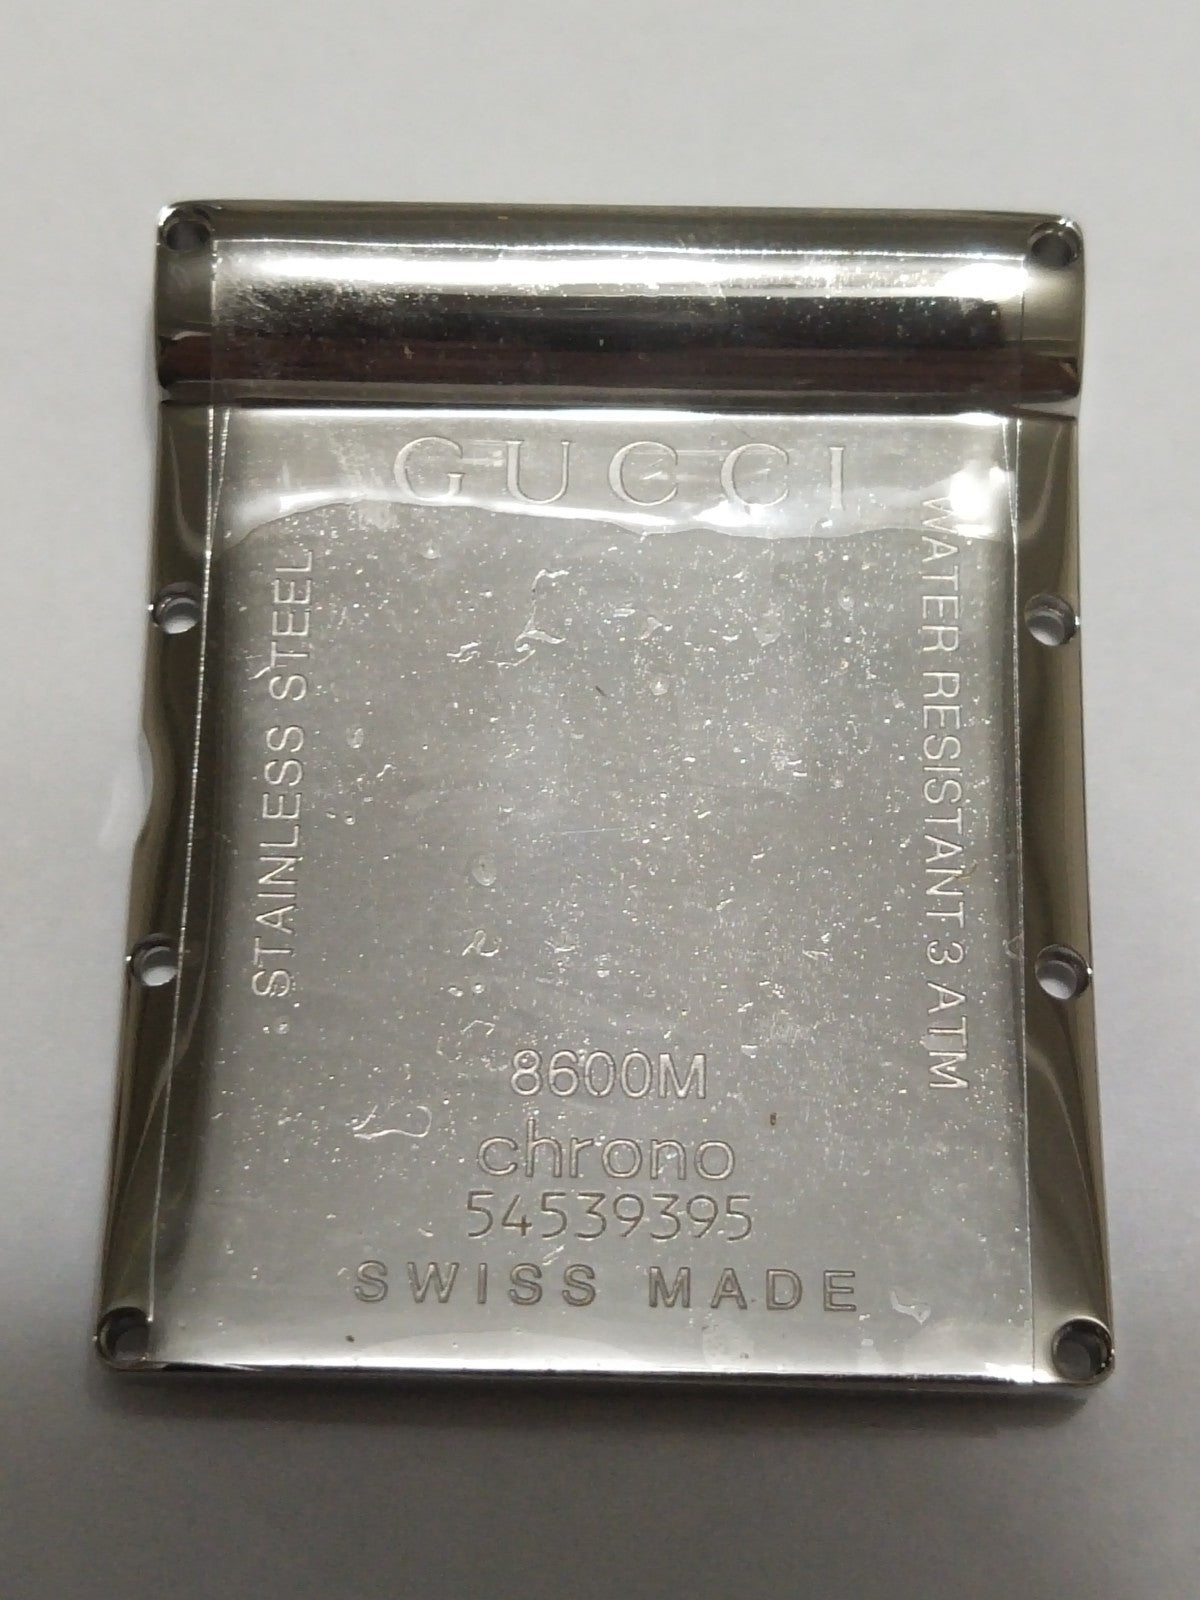 GUCCI
STAINLESS STEEL
WATER RESISTANT 3 ATM
8600M
chrono
54539395
SWISS MADE